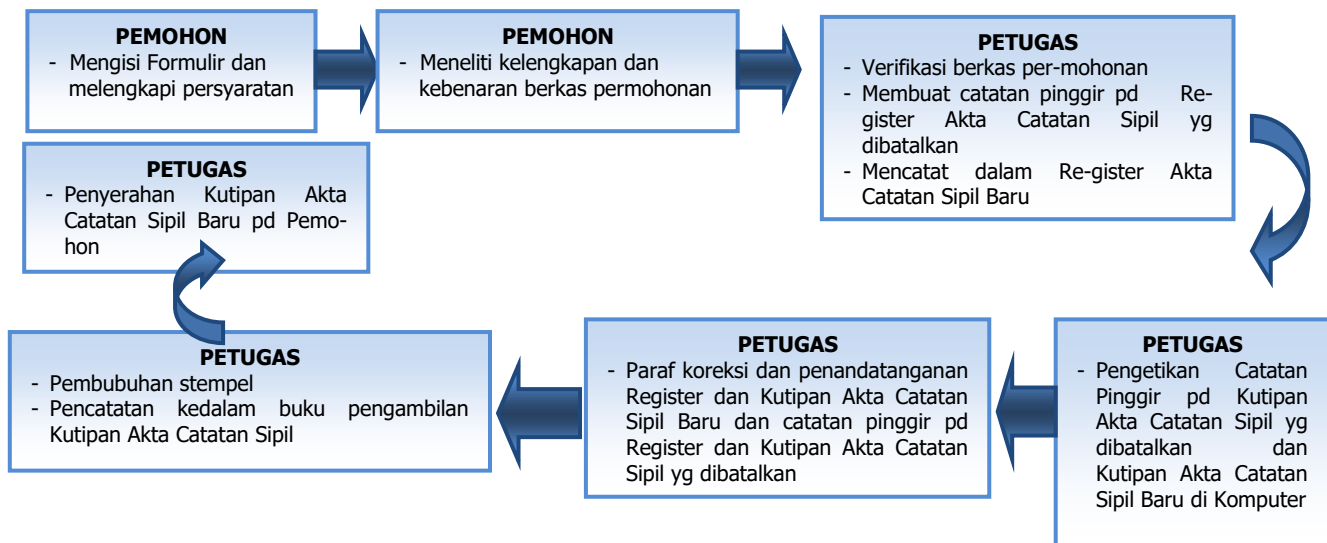 PEMOHON
- Mengisi Formulir dan
melengkapi persyaratan
PEMOHON
- Meneliti kelengkapan dan
kebenaran berkas permohonan
PETUGAS
- Verifikasi berkas per-mohonan
- Membuat catatan pinggir pd Re-
gister Akta Catatan Sipil yg
dibatalkan
- Mencatat dalam Re-gister Akta
Catatan Sipil Baru
PETUGAS
- Pengetikan Catatan
Pinggir pd Kutipan
Akta Catatan Sipil yg
dibatalkan dan
Kutipan Akta Catatan
Sipil Baru di Komputer
PETUGAS
- Paraf koreksi dan penandatanganan
Register dan Kutipan Akta Catatan
Sipil Baru dan catatan pinggir pd
Register dan Kutipan Akta Catatan
Sipil yg dibatalkan
PETUGAS
- Pembubuhan stempel
- Pencatatan kedalam buku pengambilan
Kutipan Akta Catatan Sipil
PETUGAS
- Penyerahan Kutipan Akta
Catatan Sipil Baru pd Pemo-
hon